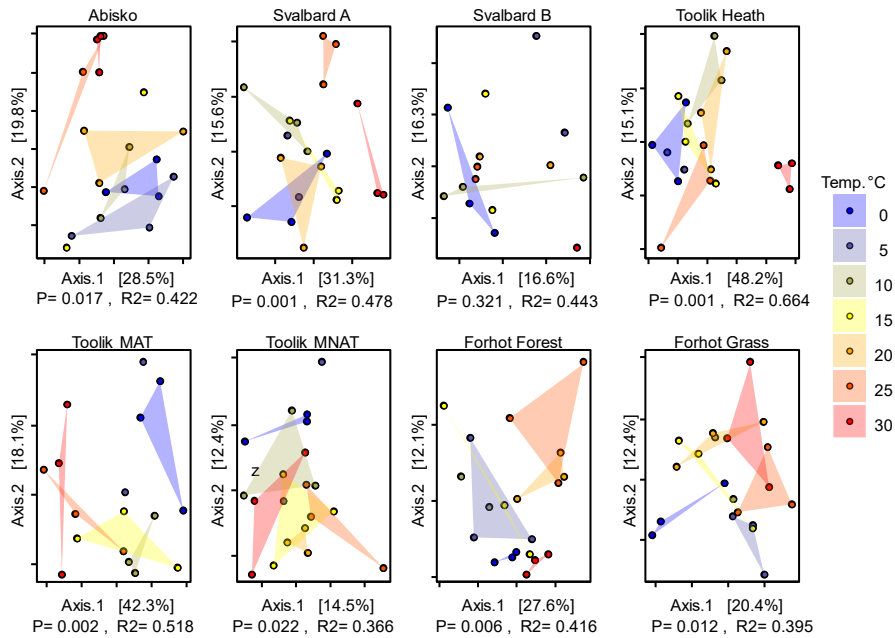 Abisko
Svalbard A
Svalbard B
Toolik Heath
Axis.2 [19.8%]
Axis.2 [15.6%]
Axis.2 [16.3%]
Axis.2 [15.1%]
Axis.1 [28.5%]
Axis.1 [31.3%]
Axis.1 [16.6%]
Axis.1 [48.2%]
P= 0.017 , R2= 0.422
P= 0.001 , R2= 0.478
P= 0.321 , R2= 0.443
P= 0.001 , R2= 0.664
Temp.°C
0
5
10
15
20
25
30
Toolik MAT
Toolik MNAT
Forhot Forest
Forhot Grass
Axis.2 [18.1%]
Axis.2 [12.4%]
Axis.2 [12.1%]
Axis.2 [12.4%]
z
Axis.1 [42.3%]
Axis.1 [14.5%]
Axis.1 [27.6%]
Axis.1 [20.4%]
P= 0.002 , R2= 0.518
P= 0.022 , R2= 0.366
P= 0.006 , R2= 0.416
P= 0.012 , R2= 0.395